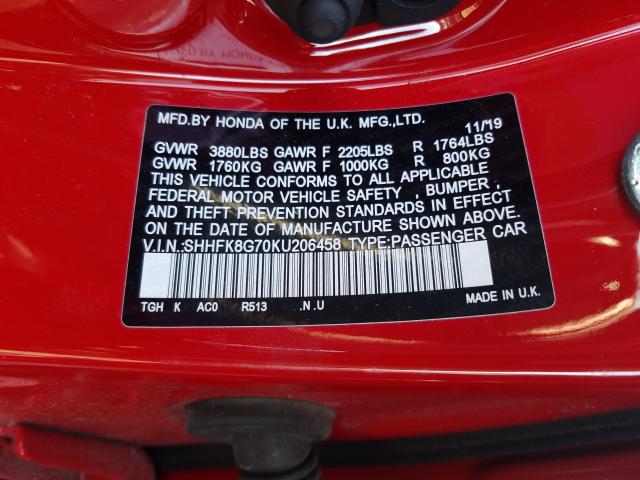 MFD.BY HONDA OF THE U.K. MFG.,LTD. 11/19
GVWR 3880LBS GAWR F 2205LBS R 1764LBS
GVWR 1760KG GAWR F 1000KG R 800KG
THIS VEHICLE CONFORMS TO ALL APPLICABLE
FEDERAL MOTOR VEHICLE SAFETY , BUMPER ,
AND THEFT PREVENTION STANDARDS IN EFFECT
ON THE DATE OF MANUFACTURE SHOWN ABOVE.
V.I.N.:SHHFK8G70KU206458 TYPE:PASSENGER CAR
TGH K AC0 R513 .N.U MADE IN U.K.